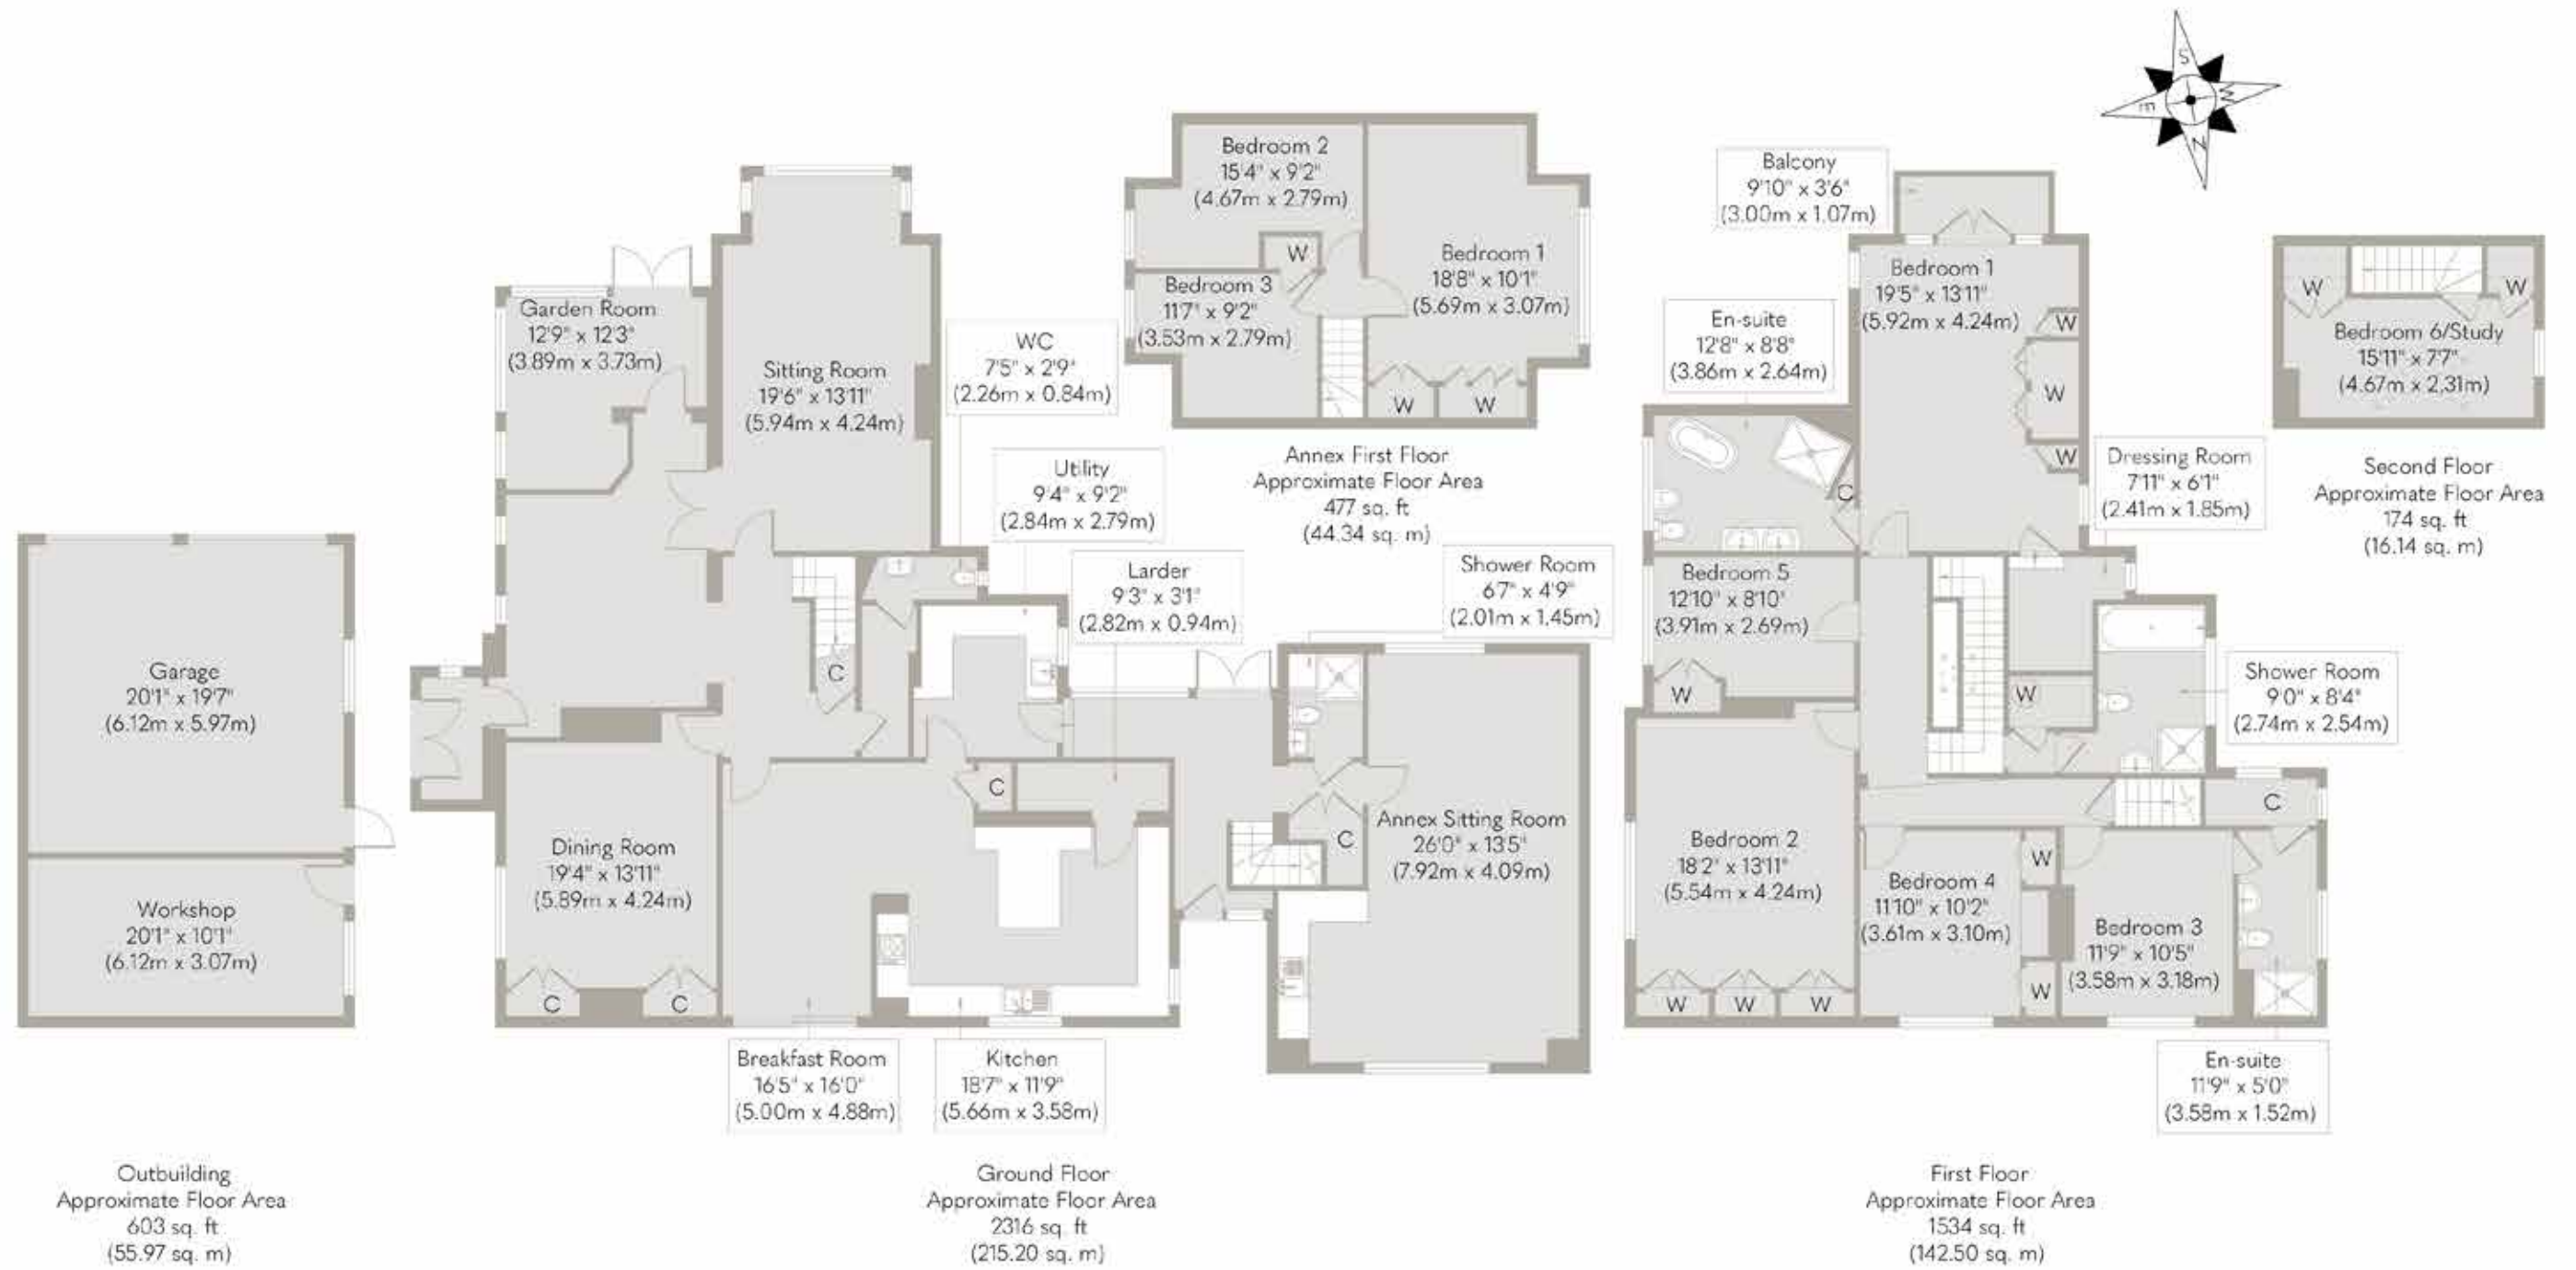 Garage
20'1" x 19'7"
(6.12m x 5.97m)
Workshop
20'1" x 10'1"
(6.12m x 3.07m)
Outbuilding
Approximate Floor Area
603 sq. ft
(55.97 sq. m)
Garden Room
12'9" x 12'3"
(3.89m x 3.73m)
Sitting Room
19'6" x 13'11"
(5.94m x 4.24m)
WC
7'5" x 2'9"
(2.26m x 0.84m)
Utility
9'4" x 9'2"
(2.84m x 2.79m)
Larder
9'3" x 3'1"
(2.82m x 0.94m)
Shower Room
6'7" x 4'9"
(2.01m x 1.45m)
C
C
C
Dining Room
19'4" x 13'11"
(5.89m x 4.24m)
C
C
Annex Sitting Room
26'0" x 13'5"
(7.92m x 4.09m)
Breakfast Room
16'5" x 16'0"
(5.00m x 4.88m)
Kitchen
18'7" x 11'9"
(5.66m x 3.58m)
Ground Floor
Approximate Floor Area
2316 sq. ft
(215.20 sq. m)
Bedroom 2
15'4" x 9'2"
(4.67m x 2.79m)
W
Bedroom 1
18'8" x 10'1"
(5.69m x 3.07m)
Bedroom 3
11'7" x 9'2"
(3.53m x 2.79m)
W
W
Annex First Floor
Approximate Floor Area
477 sq. ft
(44.34 sq. m)
Balcony
9'10" x 3'6"
(3.00m x 1.07m)
Bedroom 1
19'5" x 13'11"
(5.92m x 4.24m)
W
W
W
En-suite
12'8" x 8'8"
(3.86m x 2.64m)
C
Dressing Room
7'11" x 6'1"
(2.41m x 1.85m)
Bedroom 5
12'10" x 8'10"
(3.91m x 2.69m)
W
W
Shower Room
9'0" x 8'4"
(2.74m x 2.54m)
C
Bedroom 2
18'2" x 13'11"
(5.54m x 4.24m)
W
W
W
Bedroom 4
11'10" x 10'2"
(3.61m x 3.10m)
W
W
Bedroom 3
11'9" x 10'5"
(3.58m x 3.18m)
En-suite
11'9" x 5'0"
(3.58m x 1.52m)
First Floor
Approximate Floor Area
1534 sq. ft
(142.50 sq. m)
S
E
W
N
W
W
Bedroom 6/Study
15'11" x 7'7"
(4.67m x 2.31m)
Second Floor
Approximate Floor Area
174 sq. ft
(16.14 sq. m)